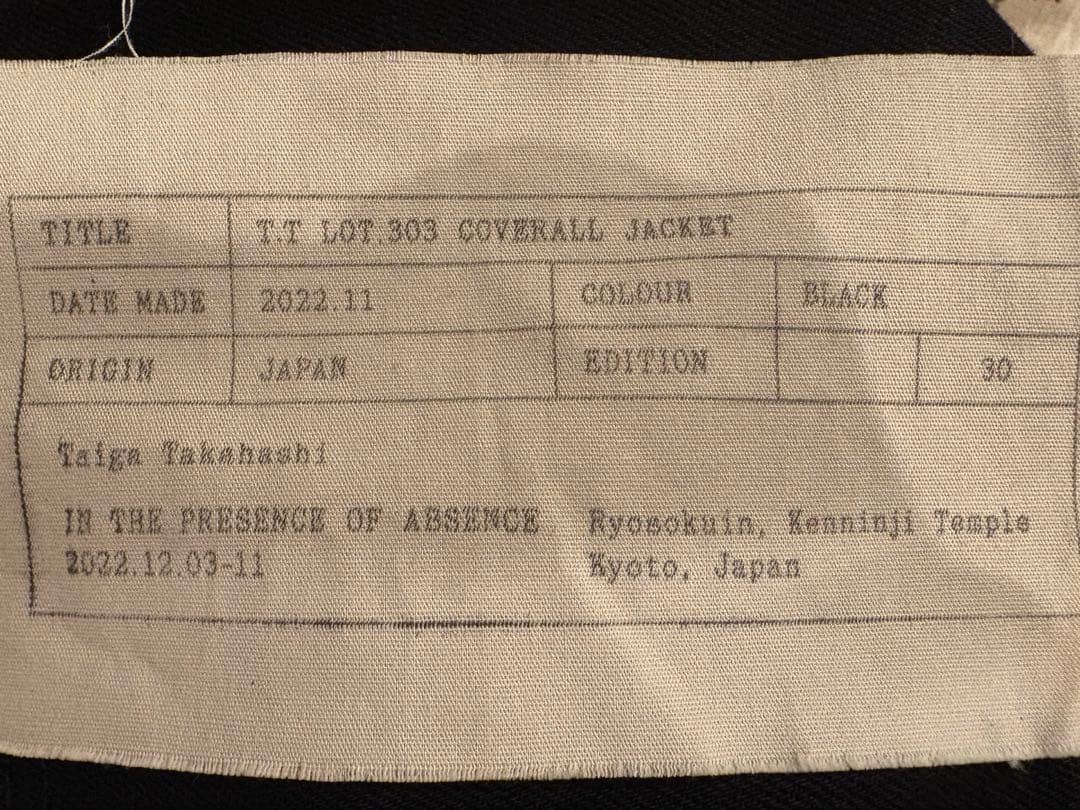 TITLE T.T LOT.303 COVERALL JACKET
DATE MADE 2022.11 COLOUR BLACK
ORIGIN JAPAN EDITION 30
Taiga Takahashi
IN THE PRESENCE OF ABSENCE
2022.12.03-11
Ryosokuin, Kenninji Temple
Kyoto, Japan